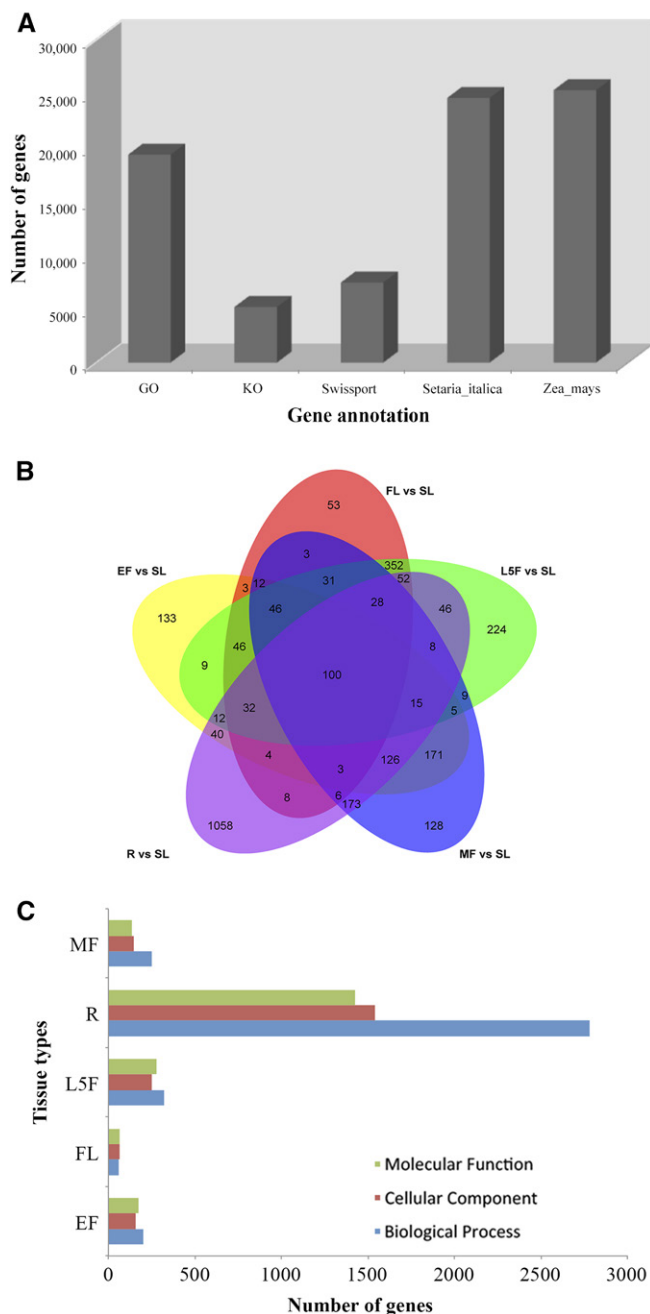 A
30,000
25,000
20,000
15,000
10,000
5000
0
Number of genes
GO KO Swissport Setaria_italica Zea_mays
Gene annotation
B
FL vs SL
53
EF vs SL
3
352
L5F vs SL
3 12 31 52
46 28 46
133
46 8 224
9
100
32 15 9
12 5
40
4 126 171
3
8 6
173
1058 128
R vs SL MF vs SL
C
MF
R
L5F
FL
EF
Tissue types
Molecular Function
Cellular Component
Biological Process
0 500 1000 1500 2000 2500 3000
Number of genes